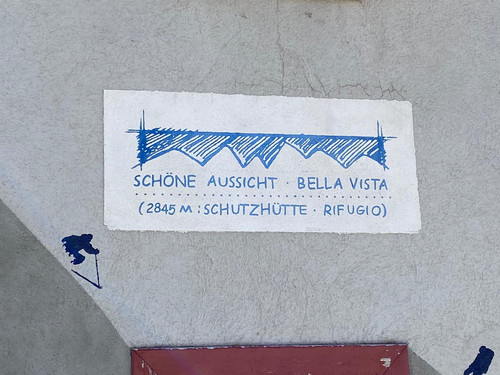 SCHÖNE AUSSICHT · BELLA VISTA
(2845 M : SCHUTZHÜTTE · RIFUGIO)